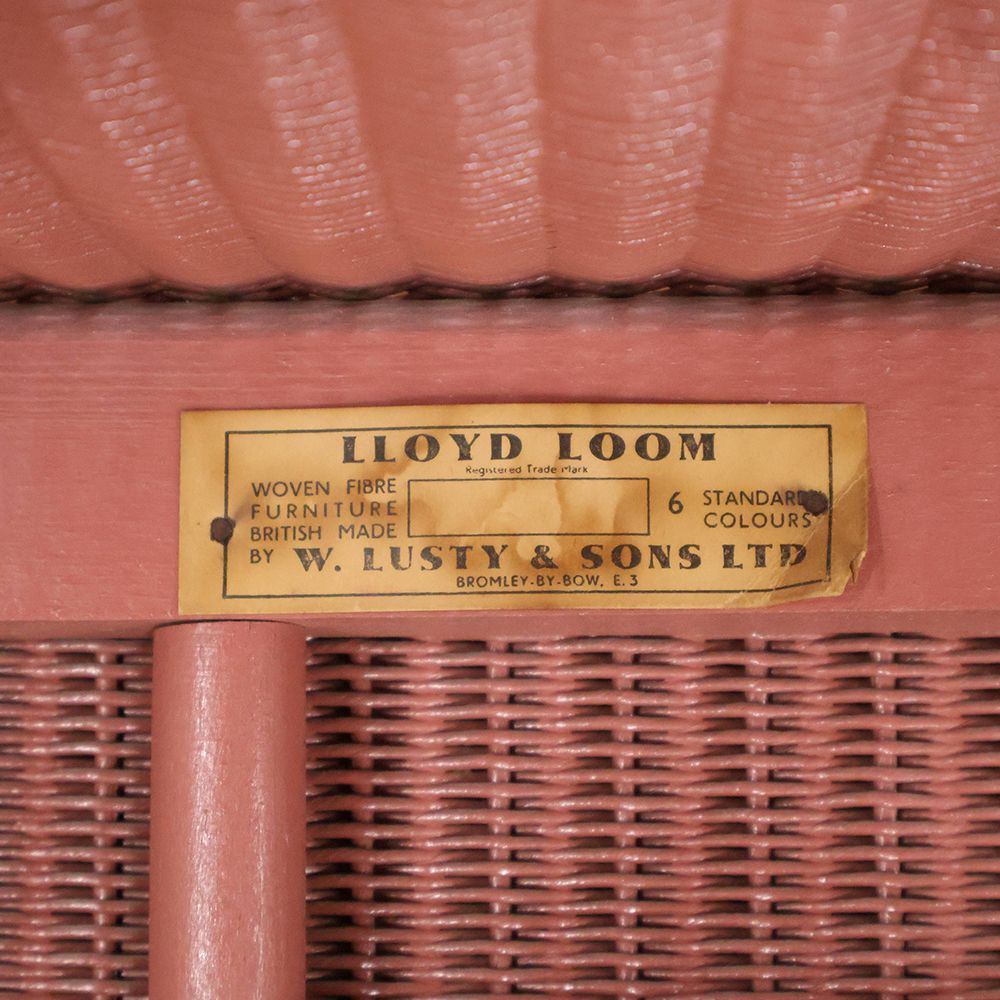 LLOYD LOOM
Registered Trade Mark
WOVEN FIBRE
FURNITURE
BRITISH MADE
BY W. LUSTY & SONS LTD
BROMLEY-BY-BOW, E.3
6 STANDARD
COLOURS